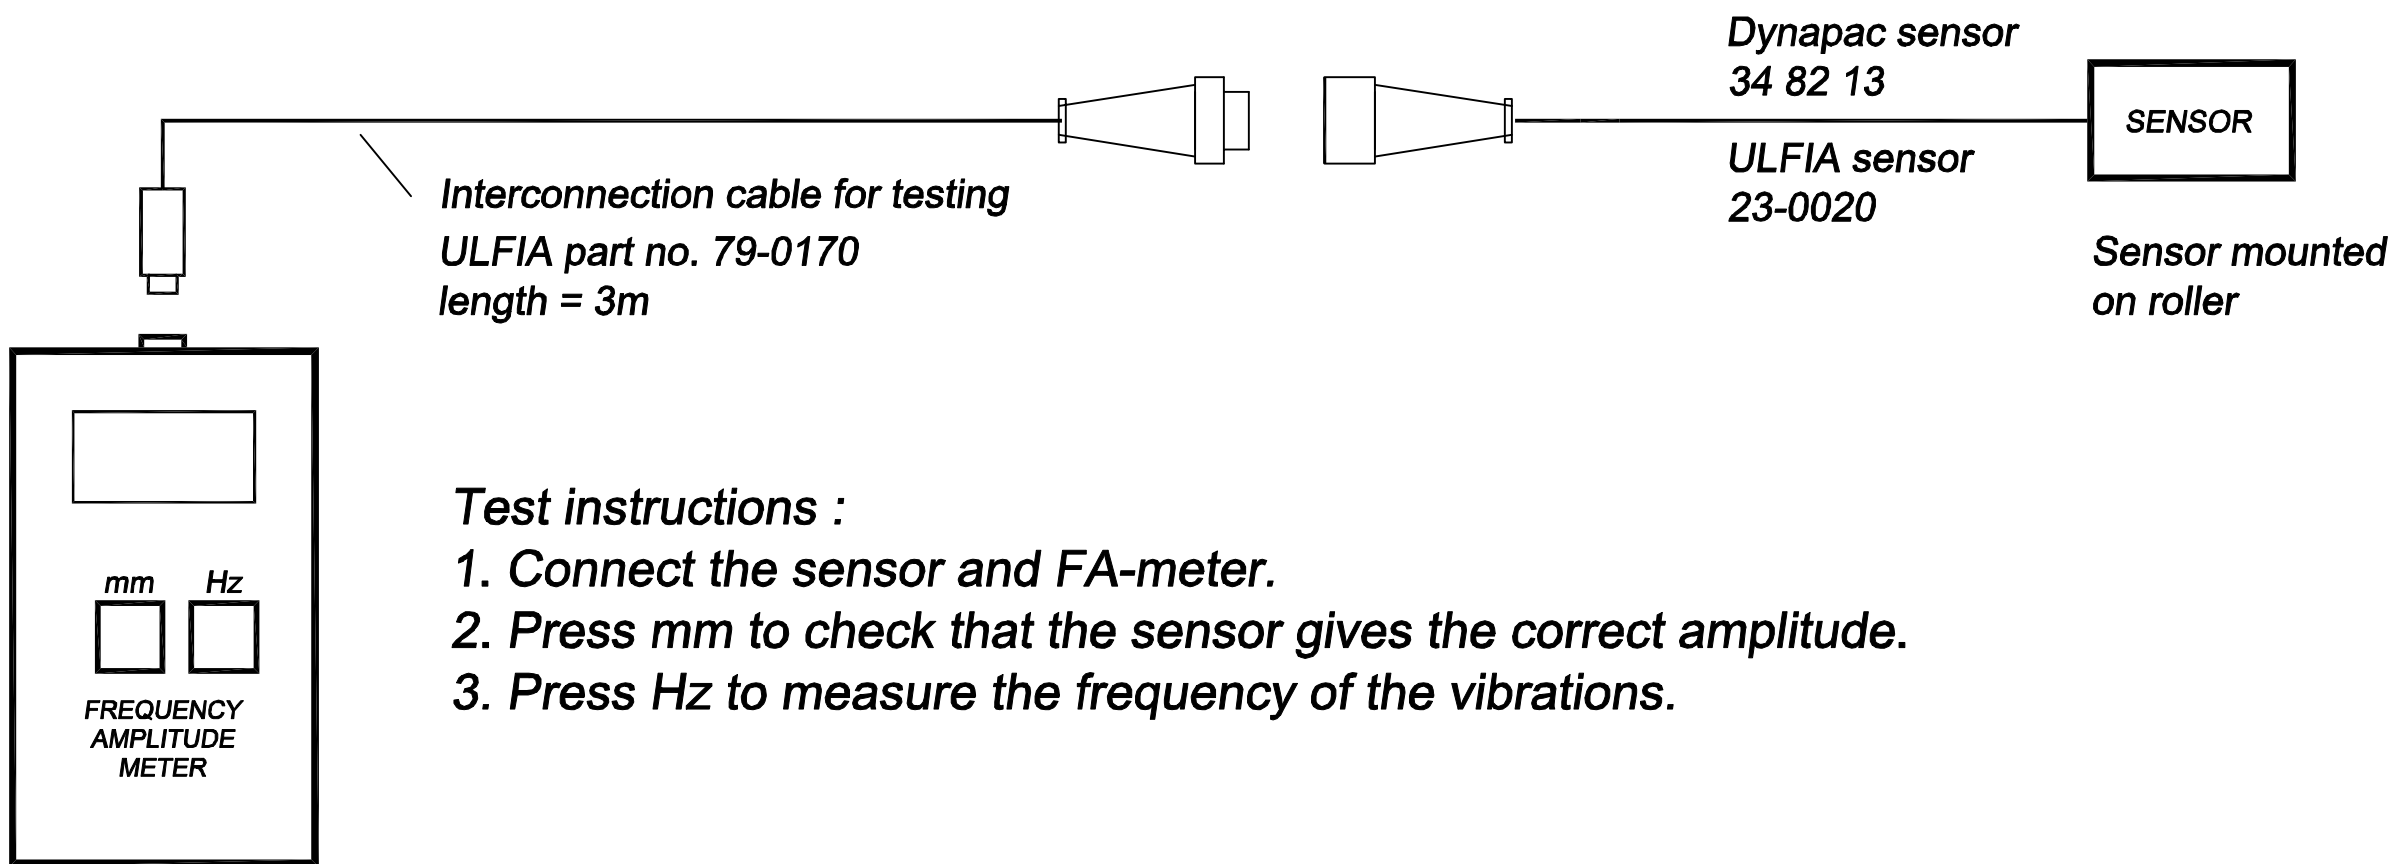 Dynapac sensor
34 82 13
SENSOR
ULFIA sensor
23-0020
Interconnection cable for testing
ULFIA part no. 79-0170
length = 3m
Sensor mounted
on roller
Test instructions :
1. Connect the sensor and FA-meter.
2. Press mm to check that the sensor gives the correct amplitude.
3. Press Hz to measure the frequency of the vibrations.
mm Hz
FREQUENCY
AMPLITUDE
METER